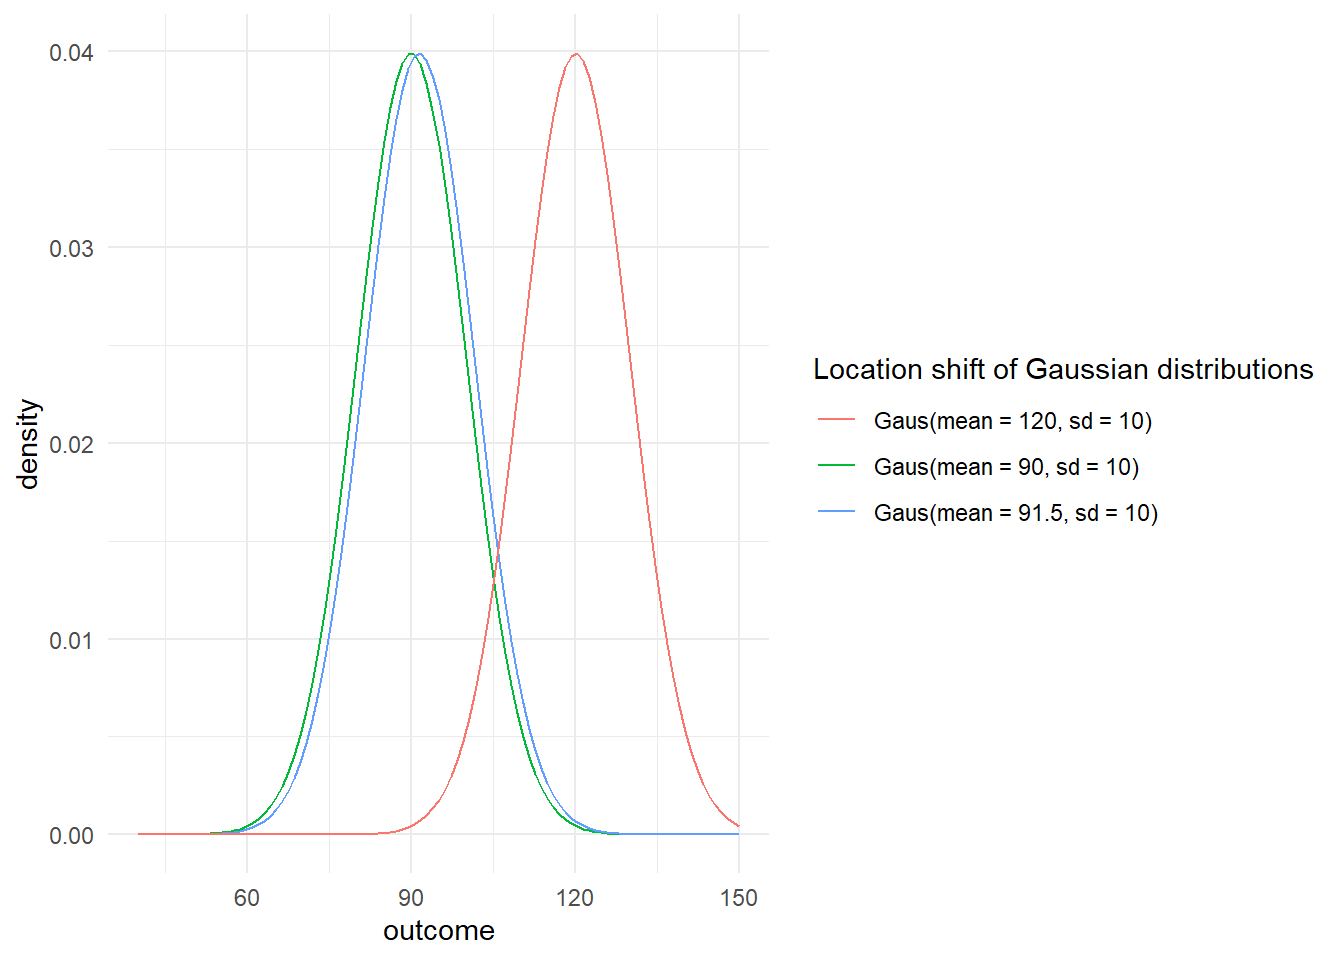 0.04
0.03
0.02
0.01
0.00
density
60 90 120 150
outcome
Location shift of Gaussian distributions
Gaus(mean = 120, sd = 10)
Gaus(mean = 90, sd = 10)
Gaus(mean = 91.5, sd = 10)